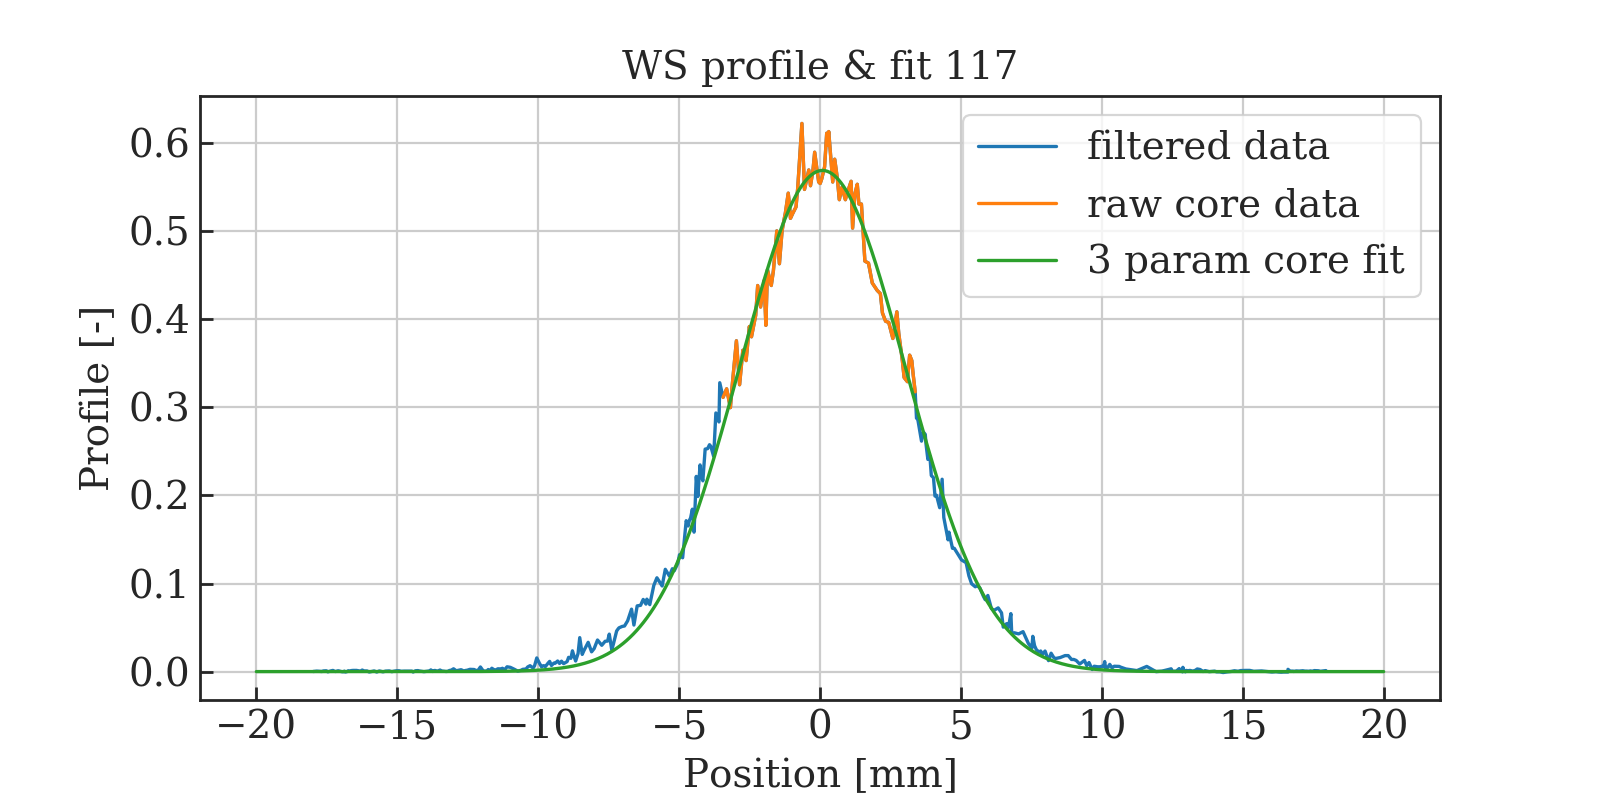 WS profile & fit 117
filtered data
raw core data
3 param core fit
Profile [-]
0.6
0.5
0.4
0.3
0.2
0.1
0.0
−20 −15 −10 −5 0 5 10 15 20
Position [mm]